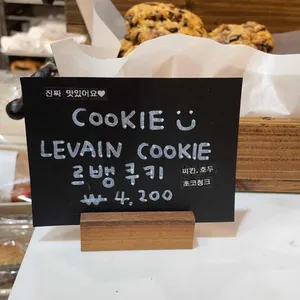 진짜 맛있어요♥
COOKIE Ü
LEVAIN COOKIE
르뱅 쿠키
피칸, 호두
초코청크
₩ 4,200